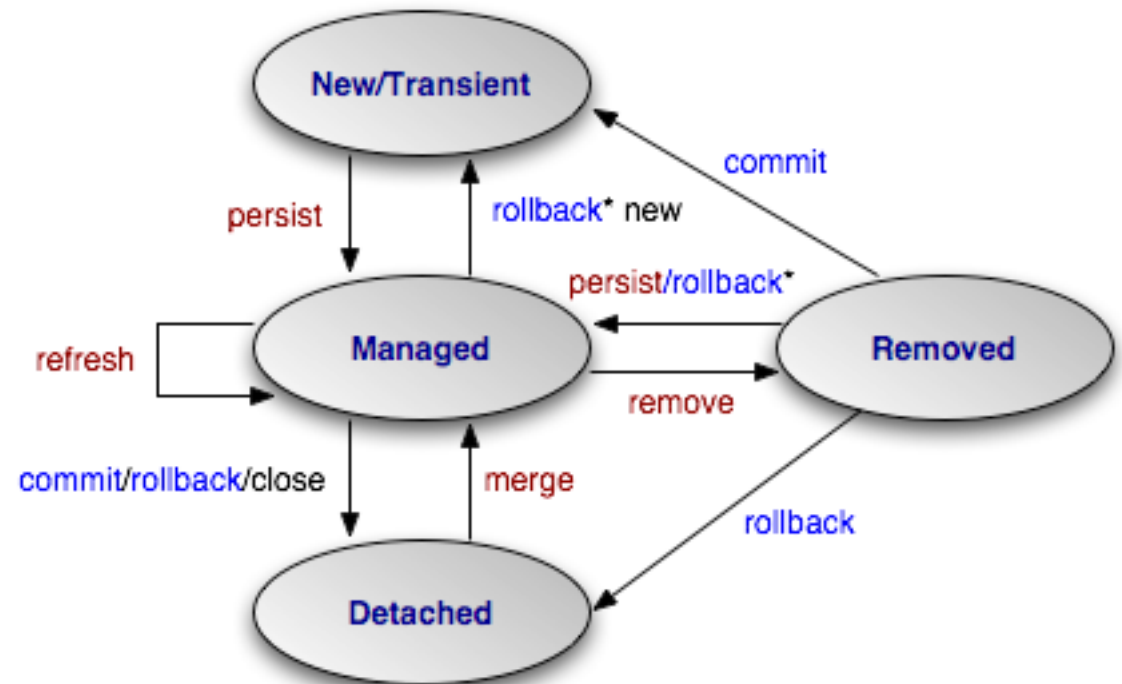 New/Transient
commit
persist
rollback* new
persist/rollback*
refresh
Managed
Removed
remove
commit/rollback/close
merge
rollback
Detached